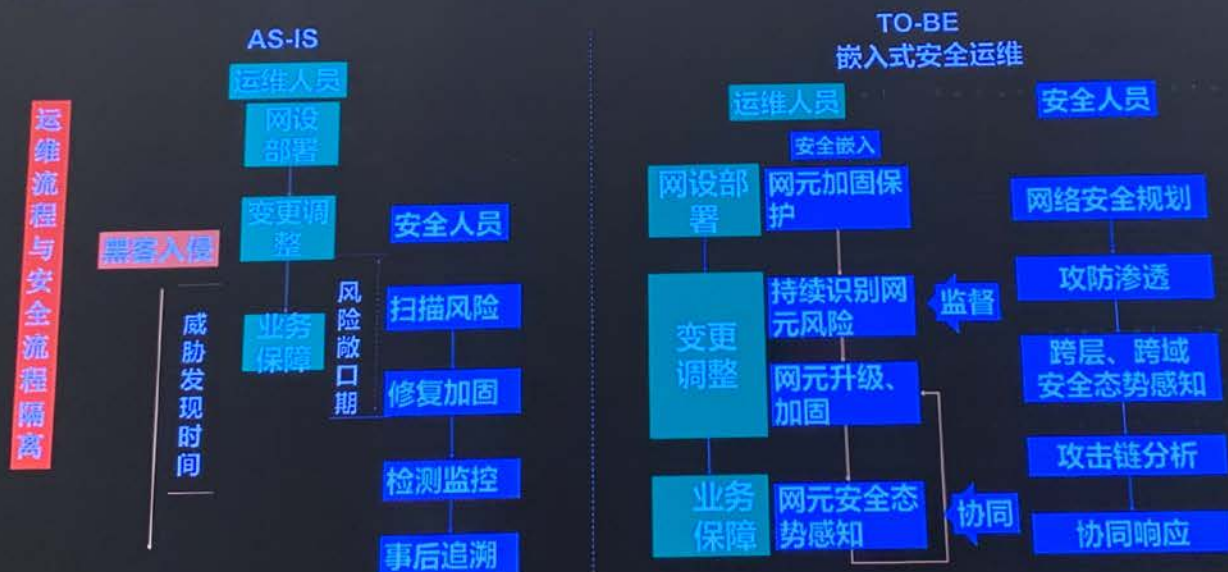 AS-IS
运维人员
网设
部署
变更调
整
业务
保障
运维流程与安全流程隔离
黑客入侵
威胁发现时间
风险敞口期
安全人员
扫描风险
修复加固
检测监控
事后追溯
TO-BE
嵌入式安全运维
运维人员
安全人员
安全嵌入
网设部
署
网元加固保
护
变更
调整
持续识别网
元风险
网元升级、
加固
业务
保障
网元安全态
势感知
监督
协同
网络安全规划
攻防渗透
跨层、跨域
安全态势感知
攻击链分析
协同响应